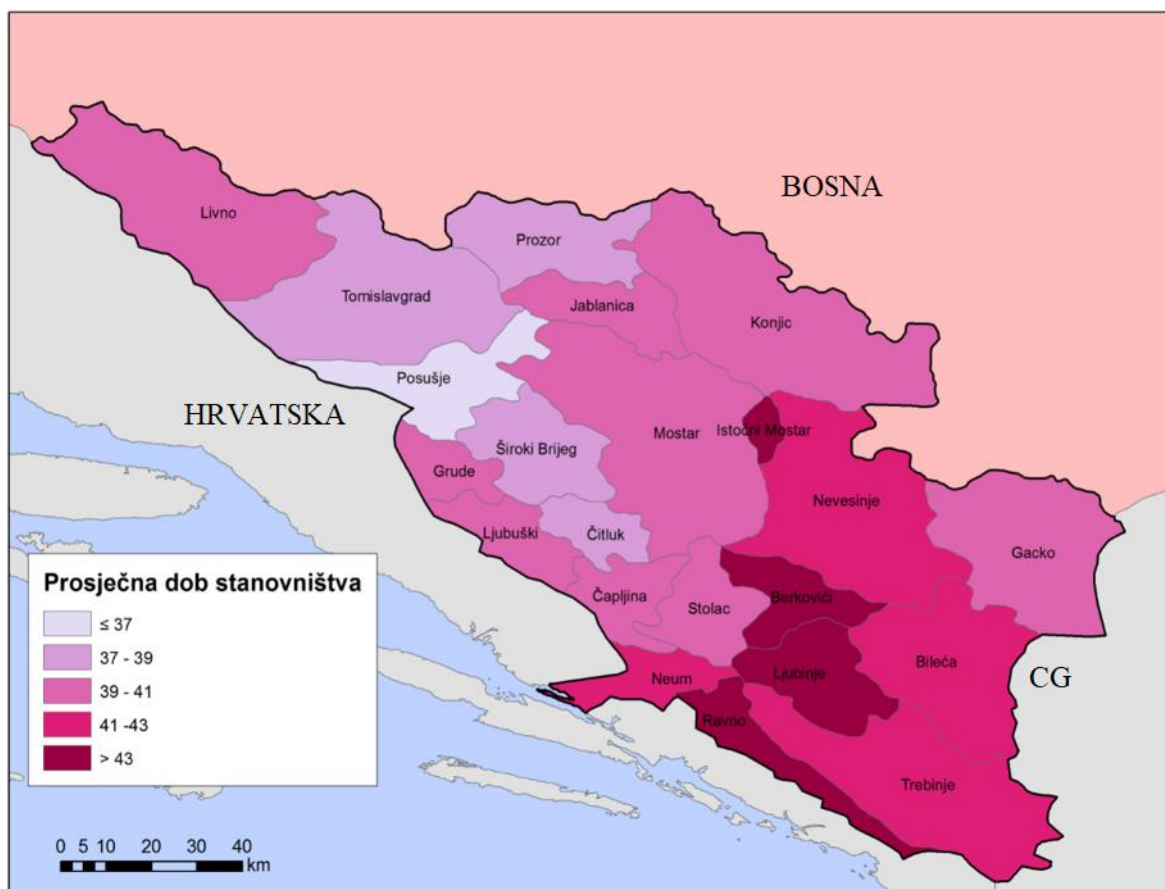 BOSNA
Livno
Prozor
Tomislavgrad
Jablanica
Konjic
Posušje
HRVATSKA
Mostar
Istočni Mostar
Široki Brijeg
Grude
Nevesinje
Ljubuški
Čitluk
Gacko
Čapljina
Stolac
Berkovići
Neum
Ljubinje
Bileća
CG
Ravno
Trebinje
Prosječna dob stanovništva
≤ 37
37 - 39
39 - 41
41 -43
> 43
0 5 10 20 30 40
km